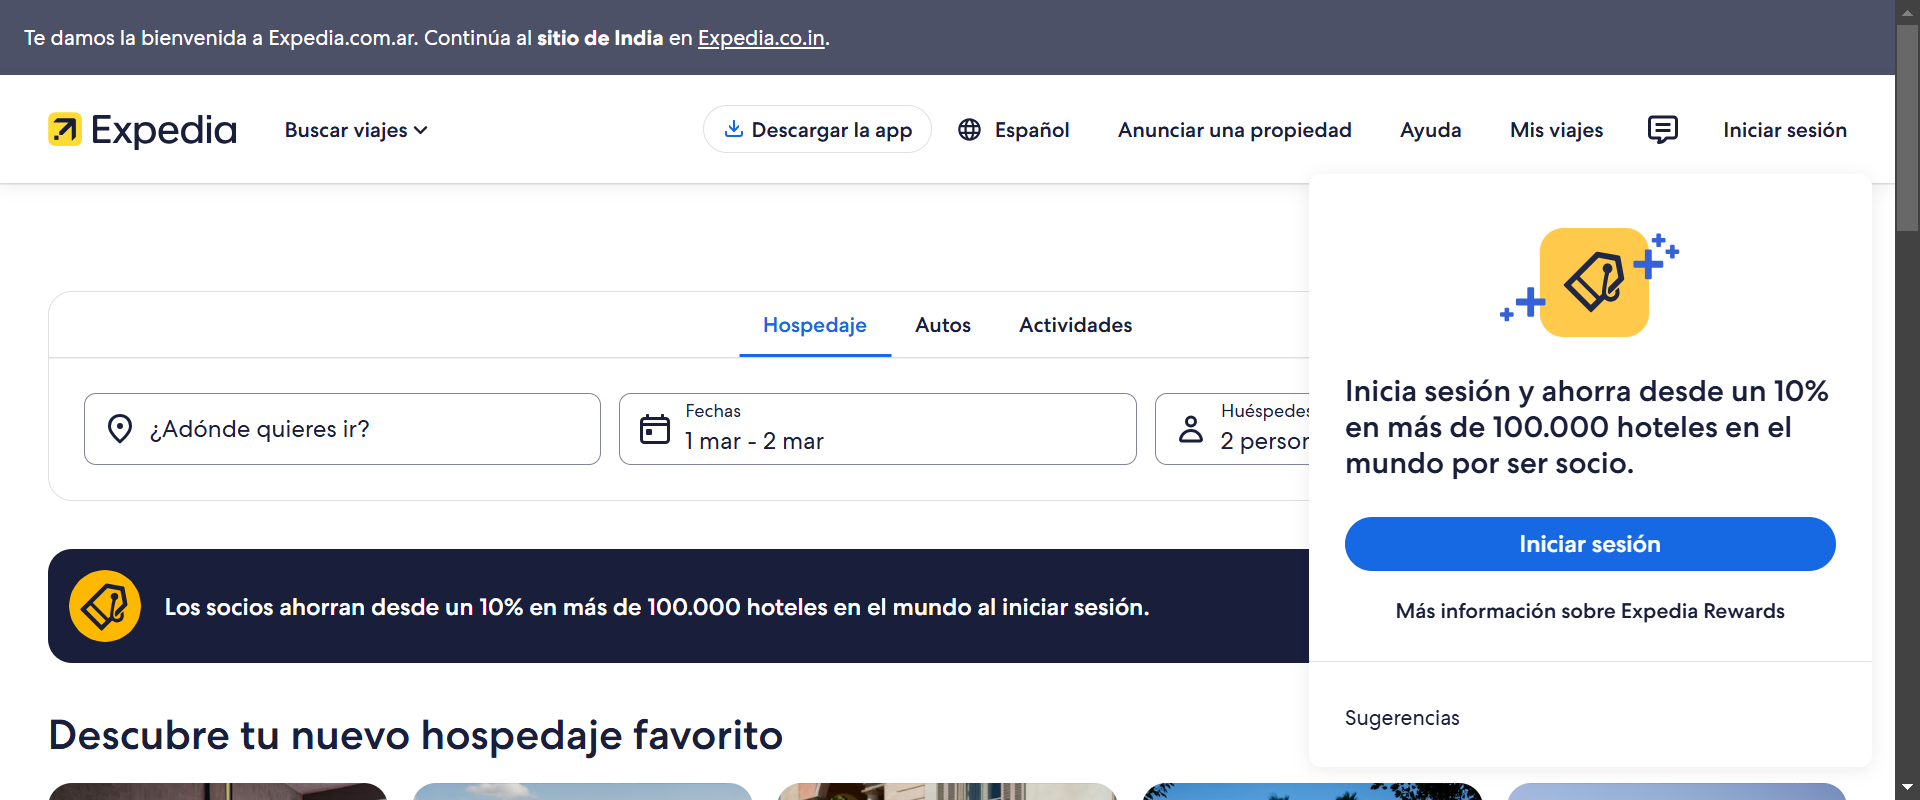 Te damos la bienvenida a Expedia.com.ar. Continúa al sitio de India en Expedia.co.in.
Expedia
Buscar viajes
Descargar la app
Español
Anunciar una propiedad
Ayuda
Mis viajes
Iniciar sesión
Hospedaje
Autos
Actividades
¿Adónde quieres ir?
Fechas
1 mar - 2 mar
Huéspedes
2 person
Los socios ahorran desde un 10% en más de 100.000 hoteles en el mundo al iniciar sesión.
Descubre tu nuevo hospedaje favorito
Inicia sesión y ahorra desde un 10%
en más de 100.000 hoteles en el
mundo por ser socio.
Iniciar sesión
Más información sobre Expedia Rewards
Sugerencias